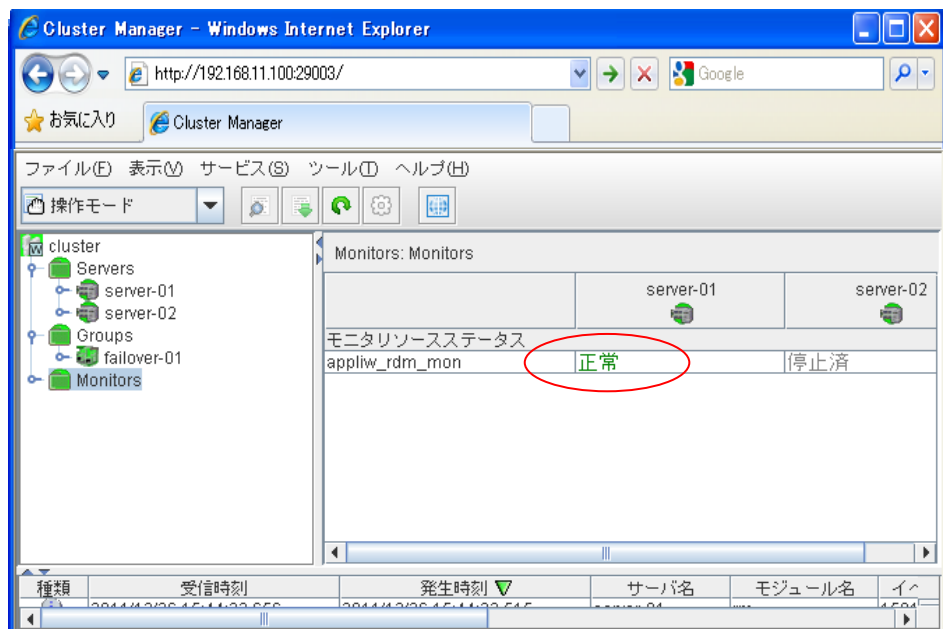 Cluster Manager - Windows Internet Explorer
http://192.168.11.100:29003/
Google
お気に入り
Cluster Manager
ファイル(F) 表示(V) サービス(S) ツール(T) ヘルプ(H)
操作モード
cluster
Servers
server-01
server-02
Groups
failover-01
Monitors
Monitors: Monitors
server-01 server-02
モニタリソースステータス
appliw_rdm_mon 正常 停止済
種類 受信時刻 発生時刻 サーバ名 モジュール名 イベ